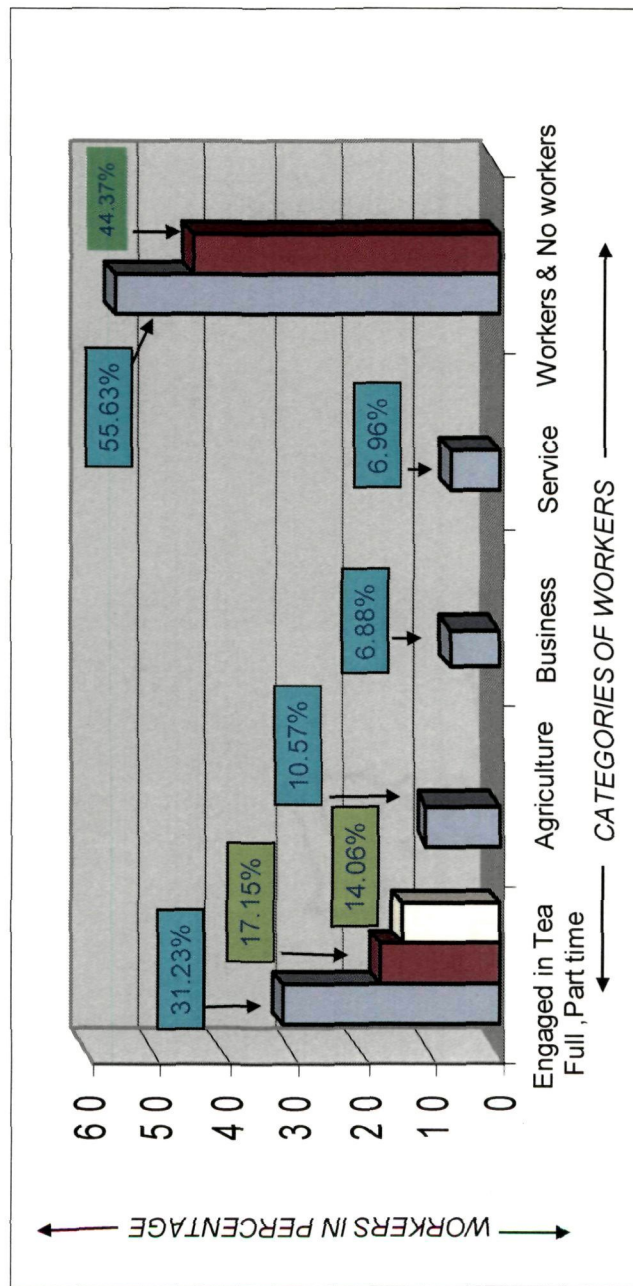 WORKERS IN PERCENTAGE
60
50
40
30
20
10
0
31.23%
17.15%
14.06%
10.57%
6.88%
6.96%
55.63%
44.37%
Engaged in Tea
Full ,Part time
Agriculture
Business
Service
Workers & No workers
CATEGORIES OF WORKERS